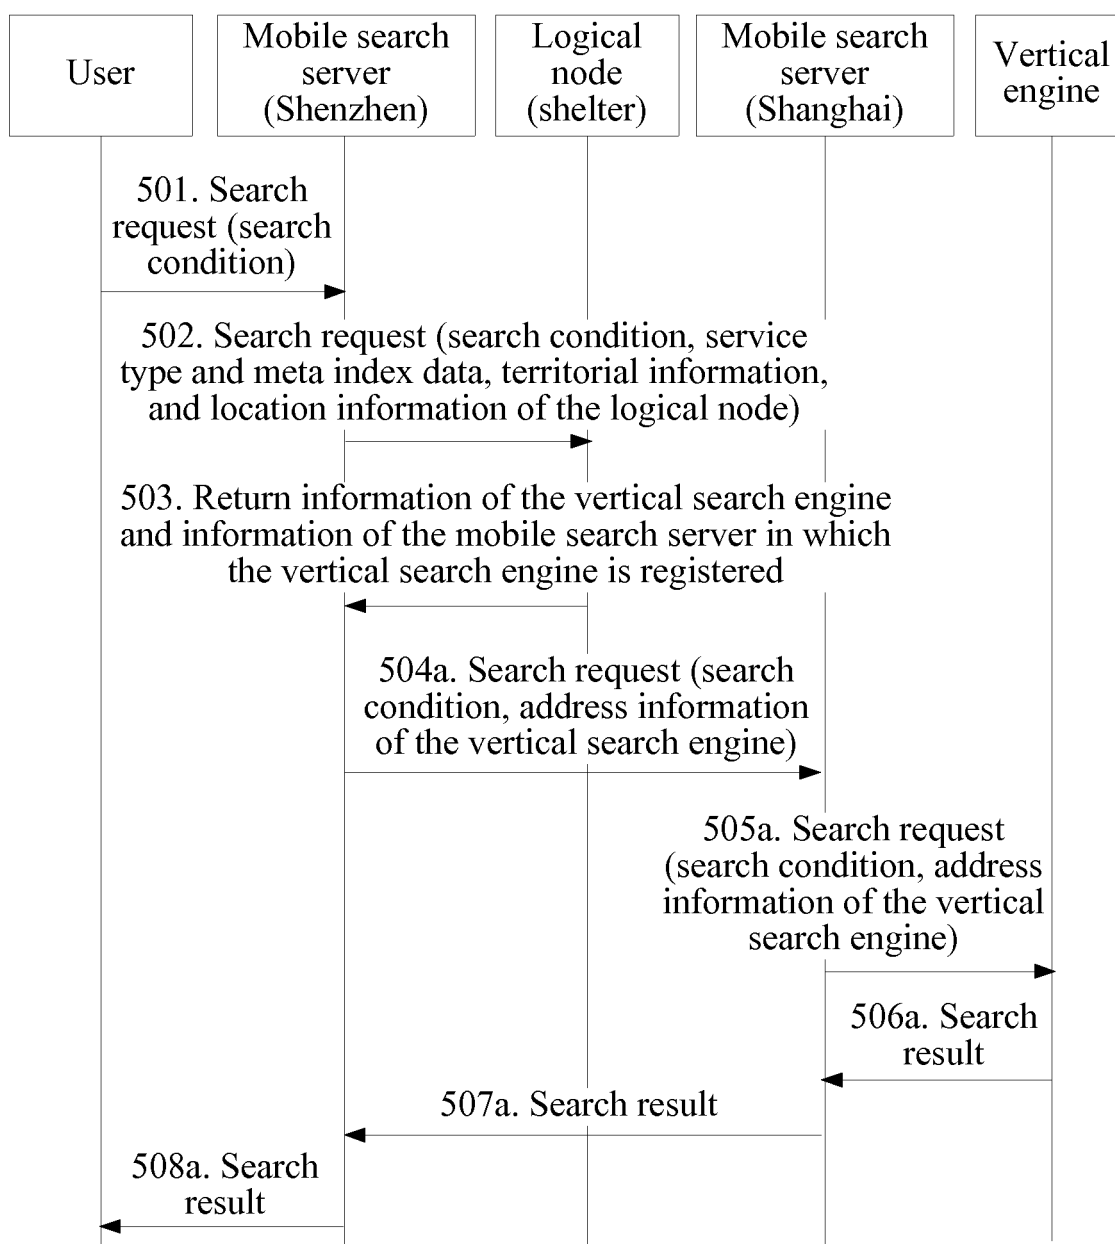 User
Mobile search
server
(Shenzhen)
Logical
node
(shelter)
Mobile search
server
(Shanghai)
Vertical
engine
501. Search
request (search
condition)
502. Search request (search condition, service
type and meta index data, territorial information,
and location information of the logical node)
503. Return information of the vertical search engine
and information of the mobile search server in which
the vertical search engine is registered
504a. Search request (search
condition, address information
of the vertical search engine)
505a. Search request
(search condition, address
information of the vertical
search engine)
506a. Search
result
507a. Search result
508a. Search
result